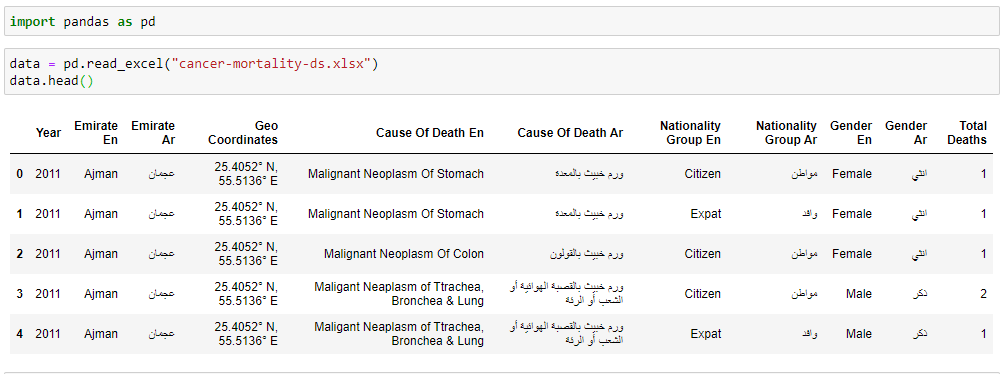 import pandas as pd
data = pd.read_excel("cancer-mortality-ds.xlsx")
data.head()
Year Emirate En Emirate Ar Geo Coordinates Cause Of Death En Cause Of Death Ar Nationality Group En Nationality Group Ar Gender En Gender Ar Total Deaths
0 2011 Ajman عجمان 25.4052° N, 55.5136° E Malignant Neoplasm Of Stomach ورم خبيث بالمعدة Citizen مواطن Female انثي 1
1 2011 Ajman عجمان 25.4052° N, 55.5136° E Malignant Neoplasm Of Stomach ورم خبيث بالمعدة Expat وافد Female انثي 1
2 2011 Ajman عجمان 25.4052° N, 55.5136° E Malignant Neoplasm Of Colon ورم خبيث بالقولون Citizen مواطن Female انثي 1
3 2011 Ajman عجمان 25.4052° N, 55.5136° E Maligant Neaplasm of Ttrachea, Bronchea & Lung ورم خبيث بالقصبة الهوائية أو الشعب أو الرئة Citizen مواطن Male ذكر 2
4 2011 Ajman عجمان 25.4052° N, 55.5136° E Maligant Neaplasm of Ttrachea, Bronchea & Lung ورم خبيث بالقصبة الهوائية أو الشعب أو الرئة Expat وافد Male ذكر 1